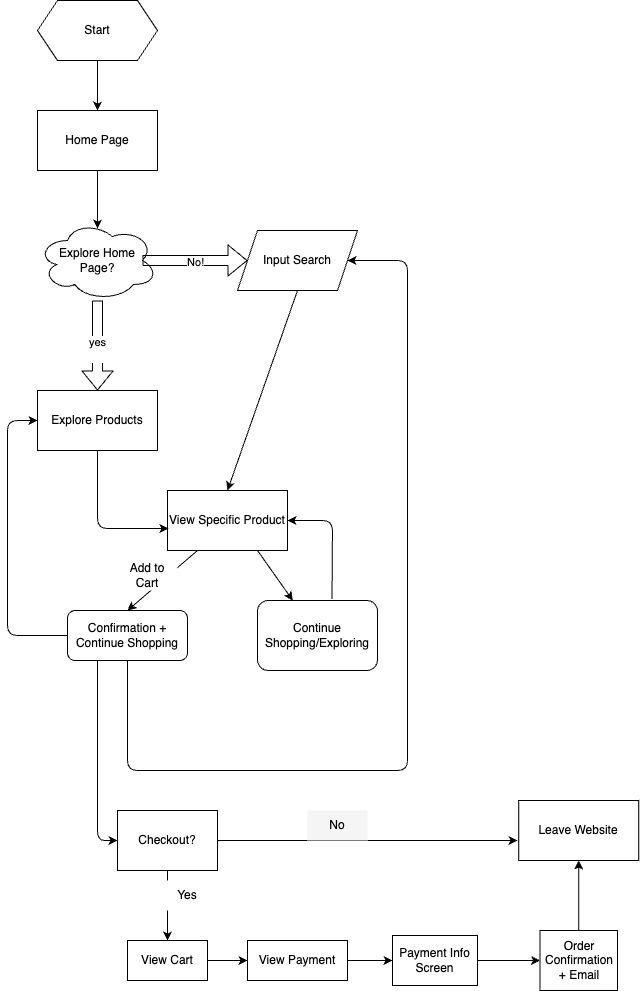 Start
Home Page
Explore Home
Page?
No!
Input Search
yes
Explore Products
View Specific Product
Add to
Cart
Confirmation +
Continue Shopping
Continue
Shopping/Exploring
Checkout?
No
Leave Website
Yes
View Cart
View Payment
Payment Info
Screen
Order
Confirmation
+ Email